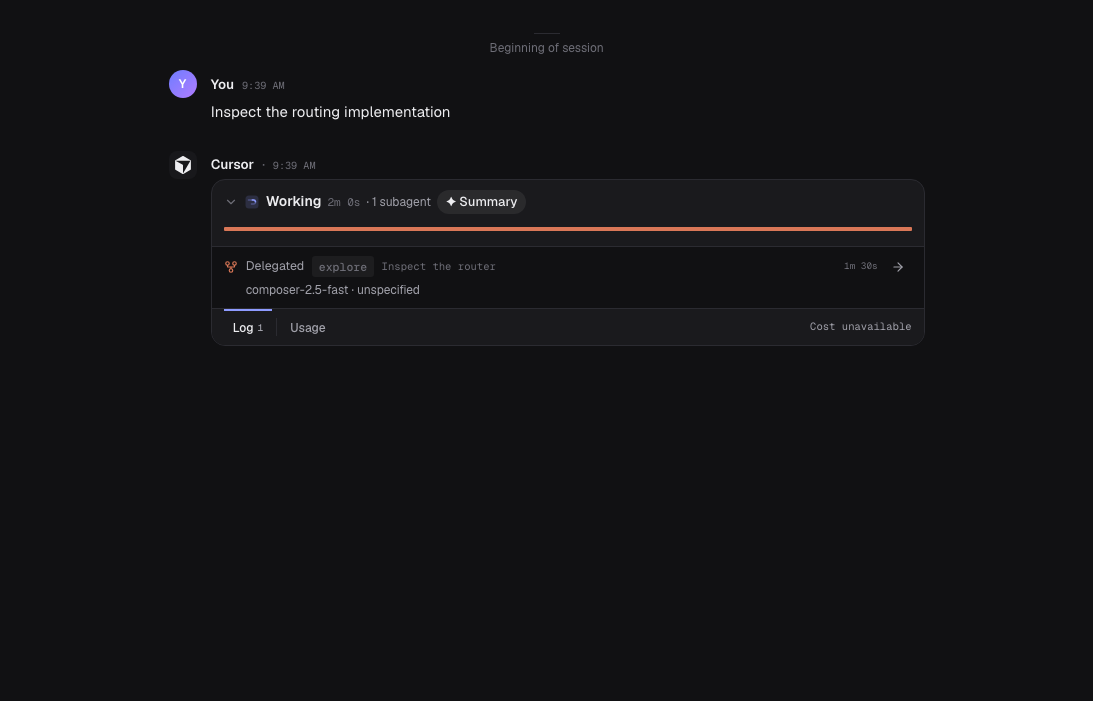 Beginning of session
Y You 9:39 AM
Inspect the routing implementation
Cursor · 9:39 AM
Working 2m 0s · 1 subagent Summary
Delegated explore Inspect the router 1m 30s
composer-2.5-fast · unspecified
Log 1 Usage Cost unavailable